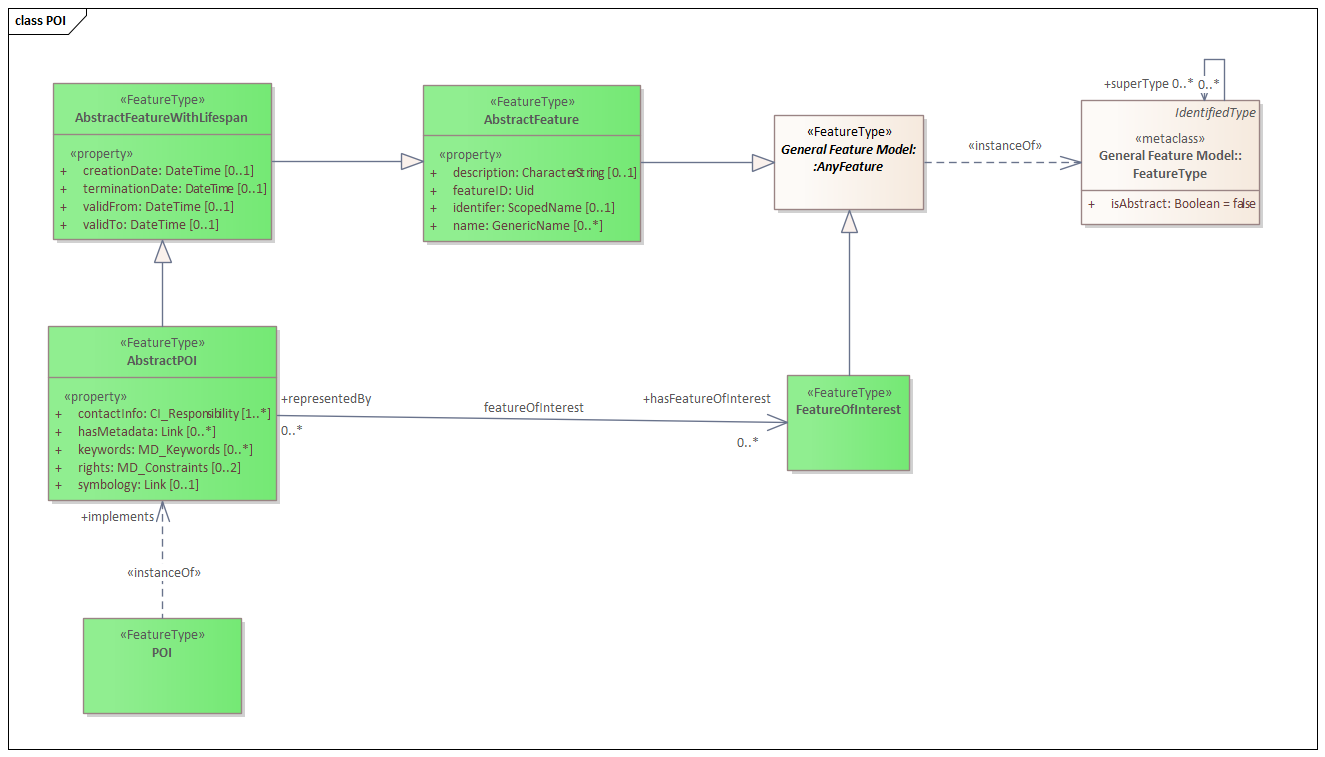 class POI
«FeatureType»
AbstractFeatureWithLifespan
«property»
+ creationDate: DateTime [0..1]
+ terminationDate: DateTime [0..1]
+ validFrom: DateTime [0..1]
+ validTo: DateTime [0..1]
«FeatureType»
AbstractFeature
«property»
+ description: CharacterString [0..1]
+ featureID: Uid
+ identifer: ScopedName [0..1]
+ name: GenericName [0..*]
«FeatureType»
General Feature Model:
:AnyFeature
«instanceOf»
+superType 0..* 0..*
IdentifiedType
«metaclass»
General Feature Model::
FeatureType
+ isAbstract: Boolean = false
«FeatureType»
AbstractPOI
«property»
+ contactInfo: CI_Responsibility [1..*]
+ hasMetadata: Link [0..*]
+ keywords: MD_Keywords [0..*]
+ rights: MD_Constraints [0..2]
+ symbology: Link [0..1]
+representedBy
0..*
featureOfInterest
+hasFeatureOfInterest
0..*
«FeatureType»
FeatureOfInterest
+implements
«instanceOf»
«FeatureType»
POI